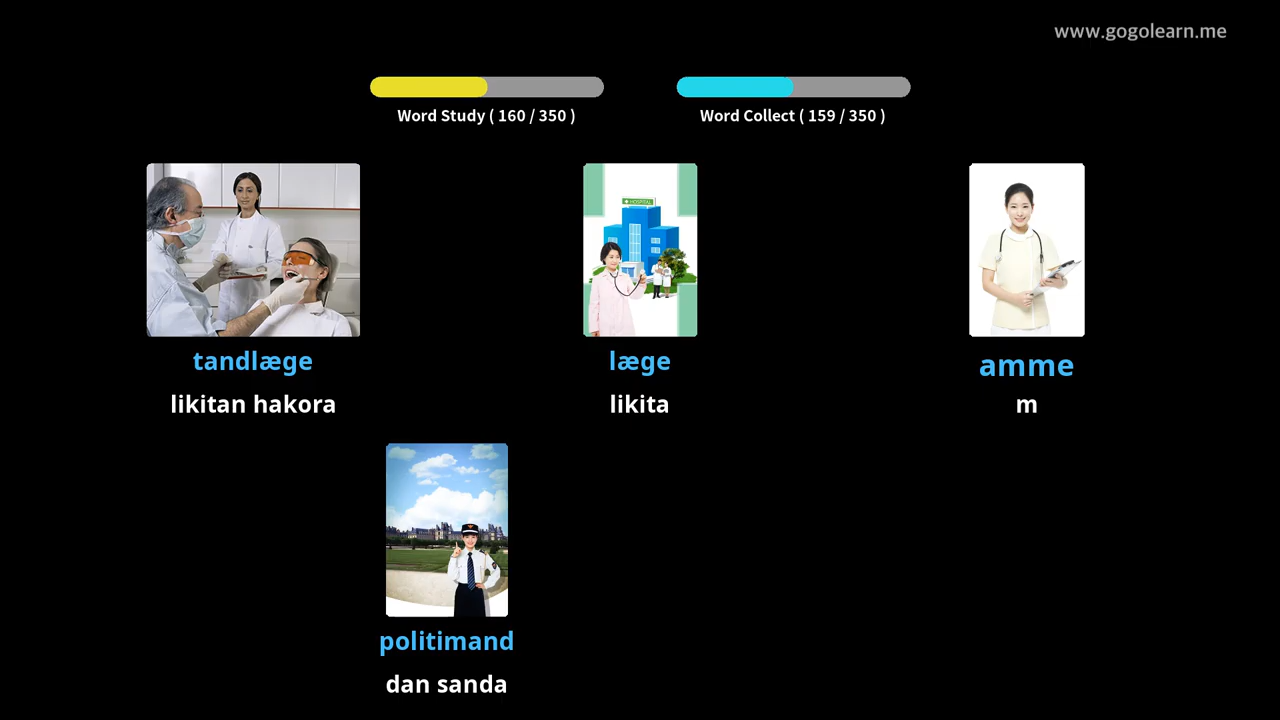 www.gogolearn.me
Word Study ( 160 / 350 )
Word Collect ( 159 / 350 )
HOSPITAL
tandlæge
læge
amme
likitan hakora
likita
m
politimand
dan sanda